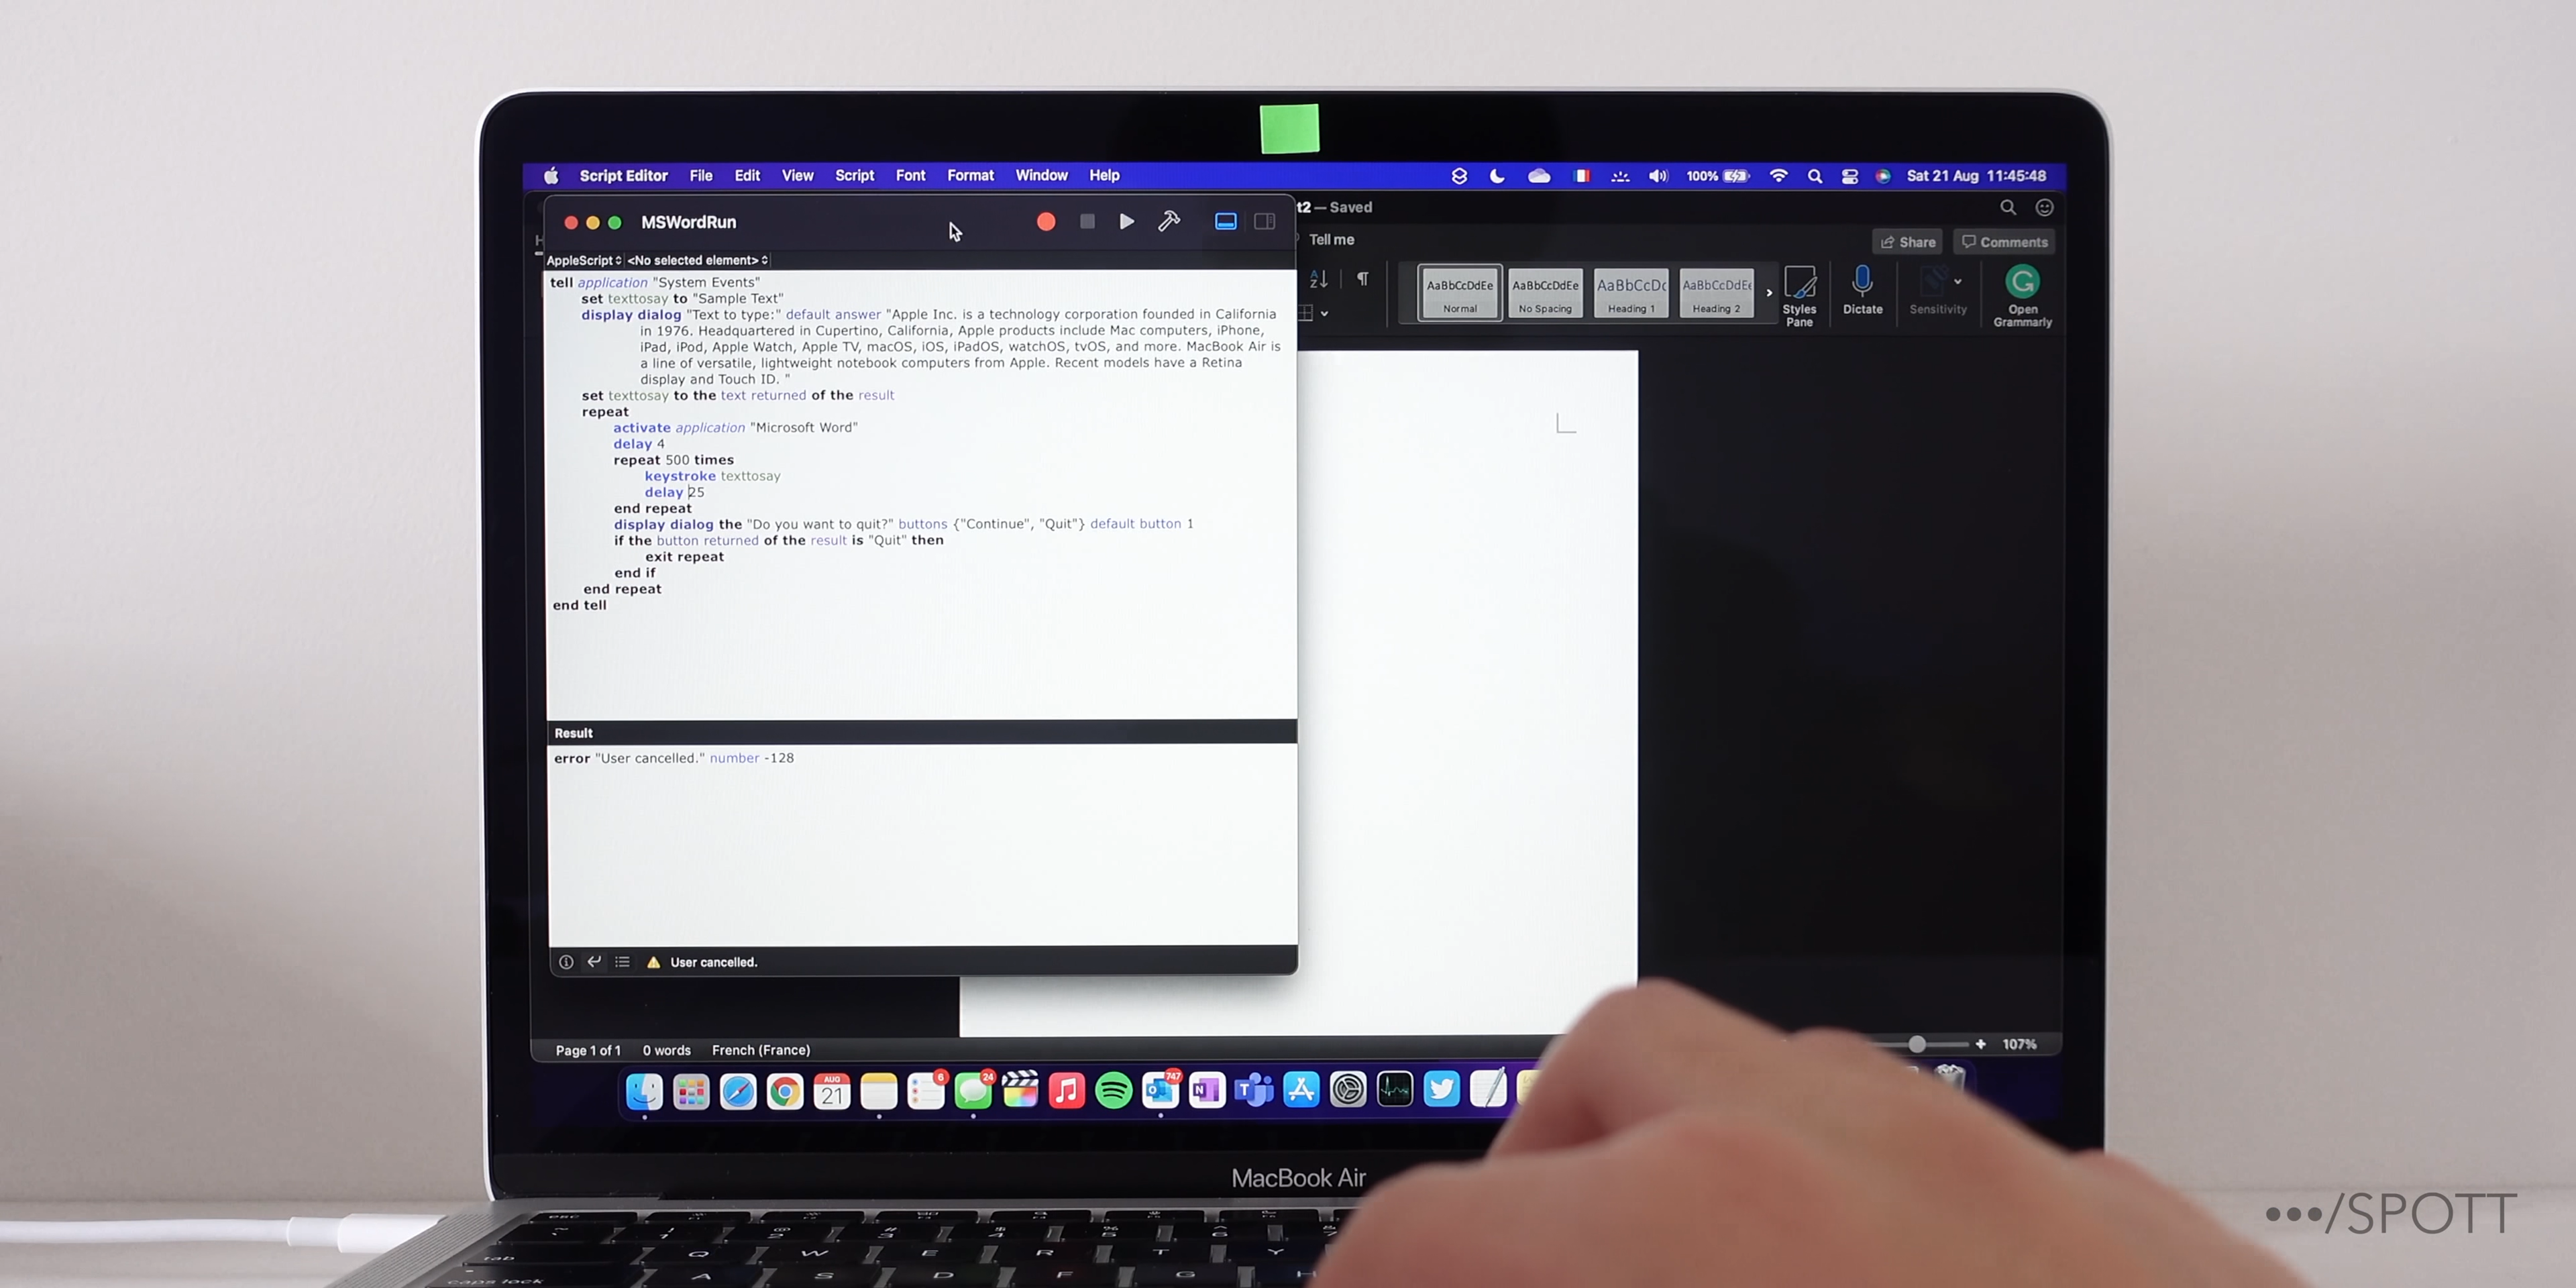 Script Editor File Edit View Script Font Format Window Help 100% Sat 21 Aug 11:45:48
MSWordRun
t2 — Saved
Tell me
Share Comments
AppleScript <No selected element>
tell application "System Events"
set texttosay to "Sample Text"
display dialog "Text to type:" default answer "Apple Inc. is a technology corporation founded in California
in 1976. Headquartered in Cupertino, California, Apple products include Mac computers, iPhone,
iPad, iPod, Apple Watch, Apple TV, macOS, iOS, iPadOS, watchOS, tvOS, and more. MacBook Air is
a line of versatile, lightweight notebook computers from Apple. Recent models have a Retina
display and Touch ID. "
set texttosay to the text returned of the result
repeat
activate application "Microsoft Word"
delay 4
repeat 500 times
keystroke texttosay
delay 25
end repeat
display dialog the "Do you want to quit?" buttons {"Continue", "Quit"} default button 1
if the button returned of the result is "Quit" then
exit repeat
end if
end repeat
end tell
AaBbCcDdEe AaBbCcDdEe AaBbCcDc AaBbCcDdEe
Normal No Spacing Heading 1 Heading 2
Styles
Pane
Dictate
Sensitivity
Open
Grammarly
Result
error "User cancelled." number -128
User cancelled.
Page 1 of 1 0 words French (France) 107%
6 24 747
AUG
21
MacBook Air
•••/SPOTT
esc
tab Q W E R T Y
caps lock A S D F G H